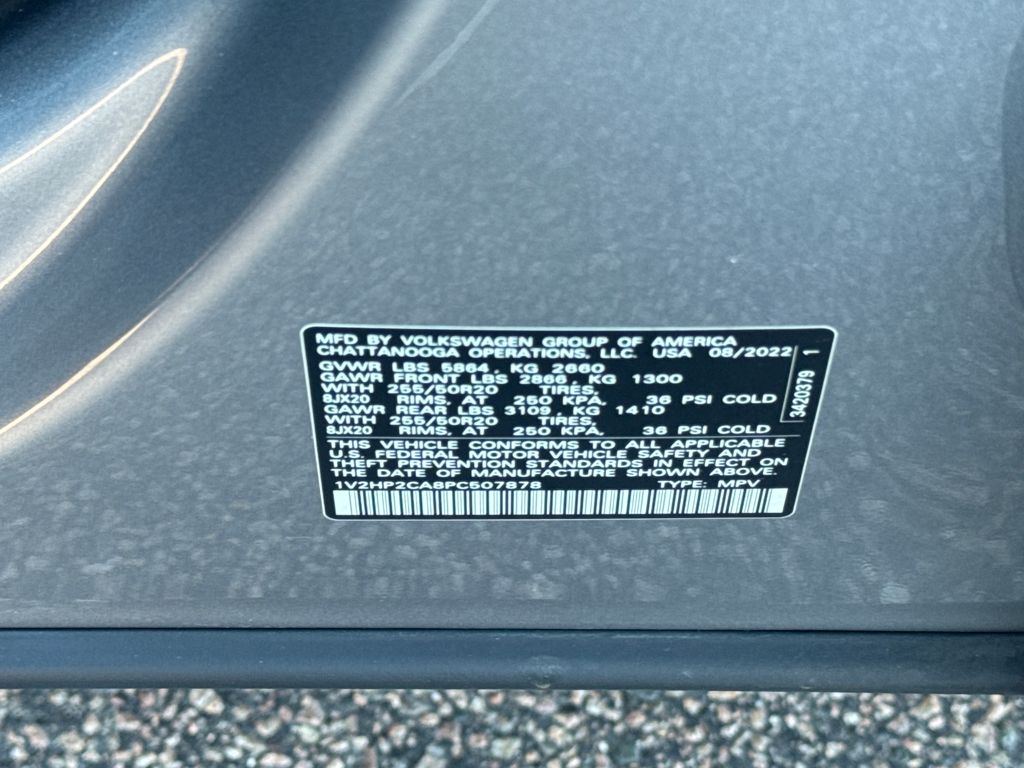 MFD BY VOLKSWAGEN GROUP OF AMERICA
CHATTANOOGA OPERATIONS, LLC. USA 08/2022
GVWR LBS 5864, KG 2660
GAWR FRONT LBS 2866, KG 1300
WITH 255/50R20 TIRES,
8JX20 RIMS, AT 250 KPA, 36 PSI COLD
GAWR REAR LBS 3109, KG 1410
WITH 255/50R20 TIRES,
8JX20 RIMS, AT 250 KPA, 36 PSI COLD
3420379 1
THIS VEHICLE CONFORMS TO ALL APPLICABLE
U.S. FEDERAL MOTOR VEHICLE SAFETY AND
THEFT PREVENTION STANDARDS IN EFFECT ON
THE DATE OF MANUFACTURE SHOWN ABOVE.
1V2HP2CA8PC507878 TYPE: MPV